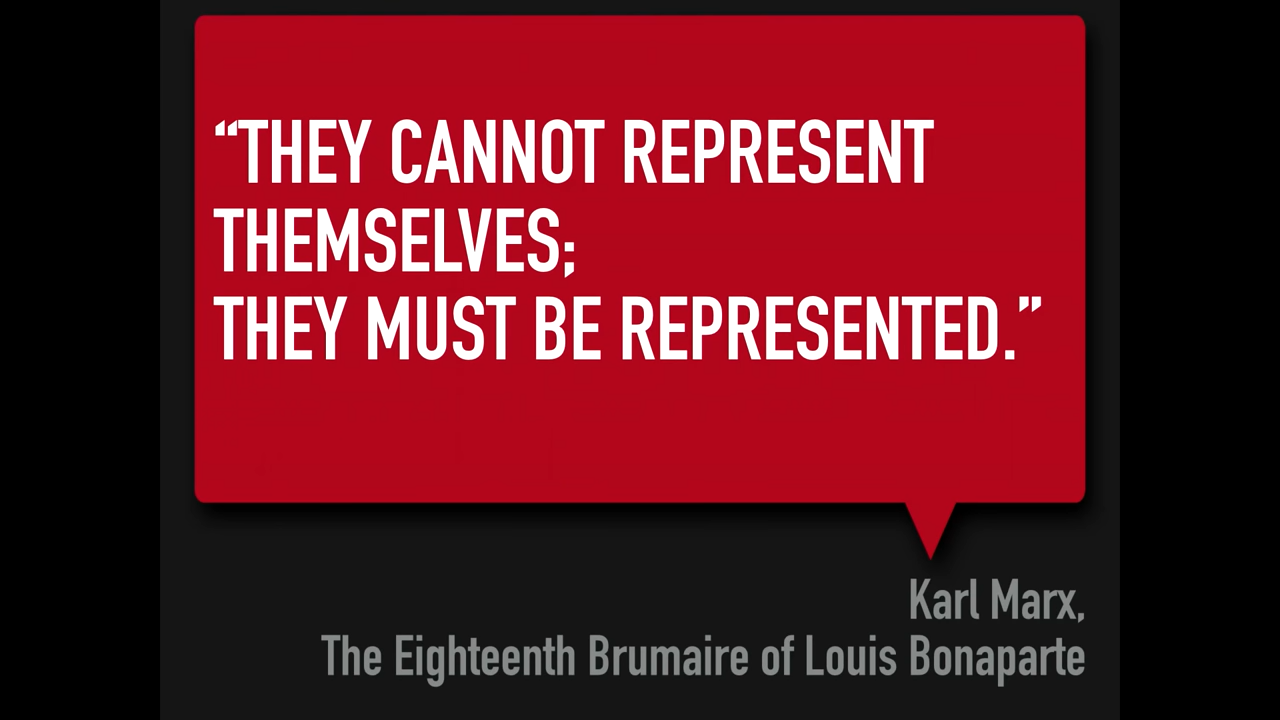 “THEY CANNOT REPRESENT
THEMSELVES;
THEY MUST BE REPRESENTED.”
Karl Marx,
The Eighteenth Brumaire of Louis Bonaparte